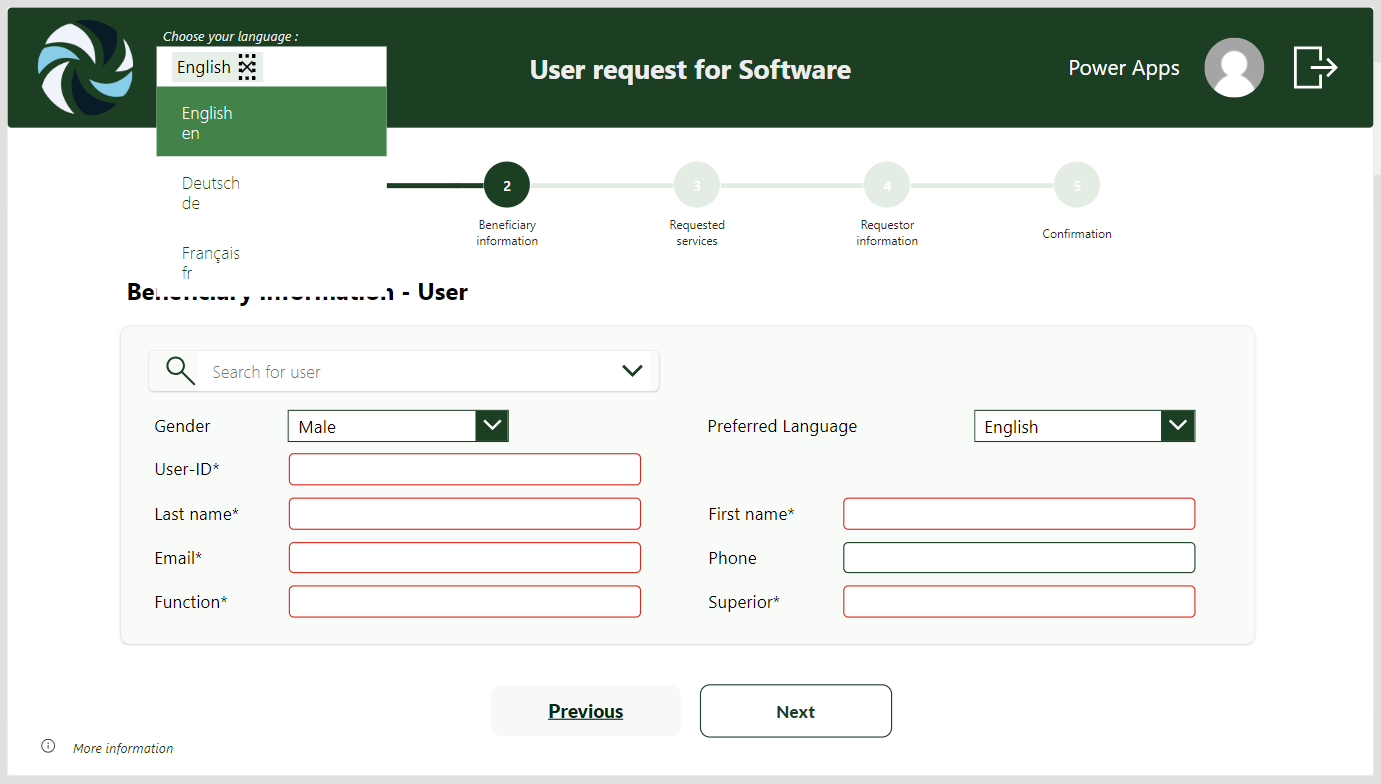 Choose your language :
English
User request for Software
Power Apps
English
en
Deutsch
de
Français
fr
2
3
4
5
Beneficiary
information
Requested
services
Requestor
information
Confirmation
Beneficiary information - User
Search for user
Gender
Male
Preferred Language
English
User-ID*
Last name*
First name*
Email*
Phone
Function*
Superior*
Previous
Next
More information